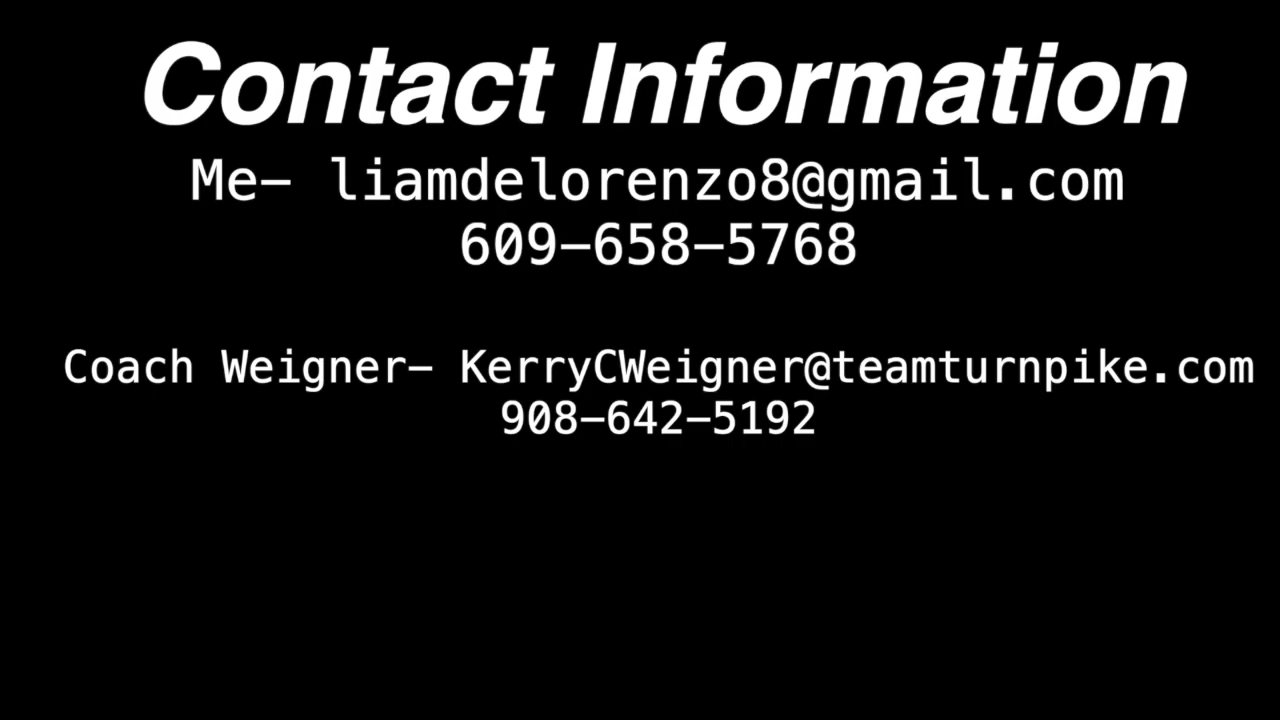 Contact Information
Me- liamdelorenzo8@gmail.com
609-658-5768
Coach Weigner- KerryCWeigner@teamturnpike.com
908-642-5192